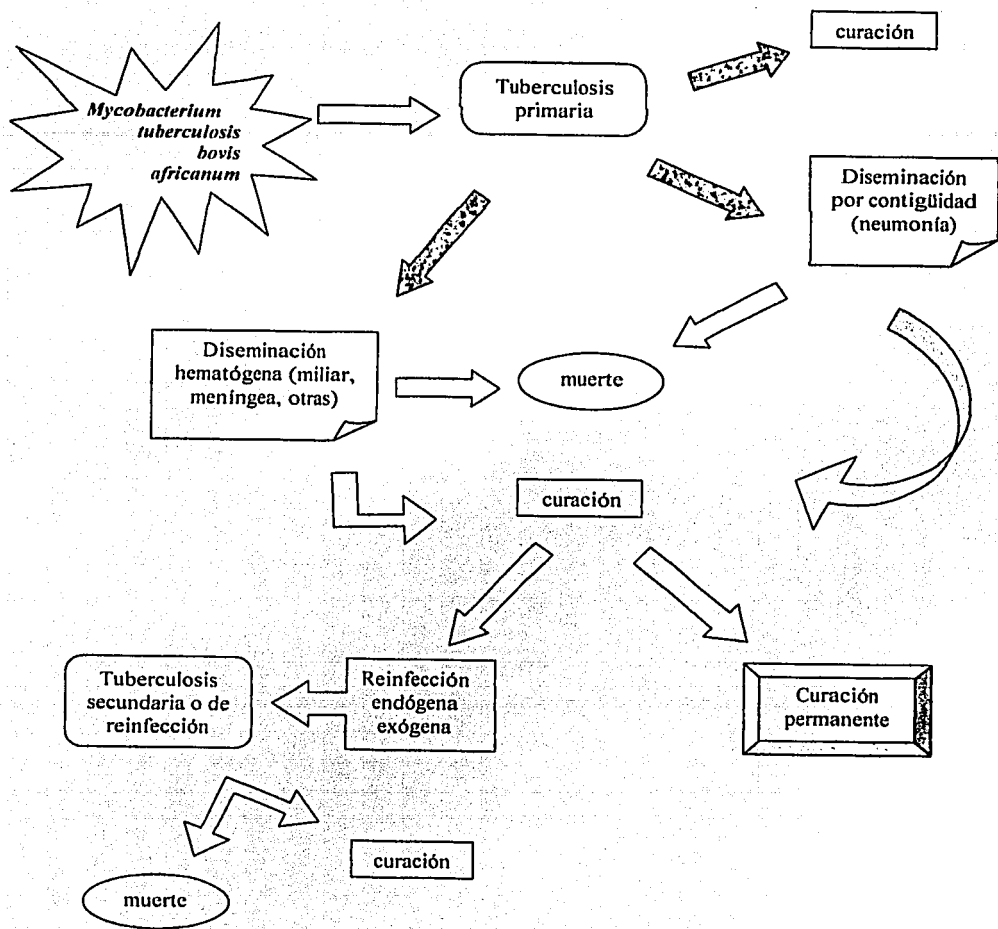 curación
Mycobacterium
tuberculosis
bovis
africanum
Tuberculosis
primaria
Diseminación
por contigüidad
(neumonía)
Diseminación
hematógena (miliar,
meníngea, otras)
muerte
curación
Tuberculosis
secundaria o de
reinfección
Reinfección
endógena
exógena
Curación
permanente
curación
muerte